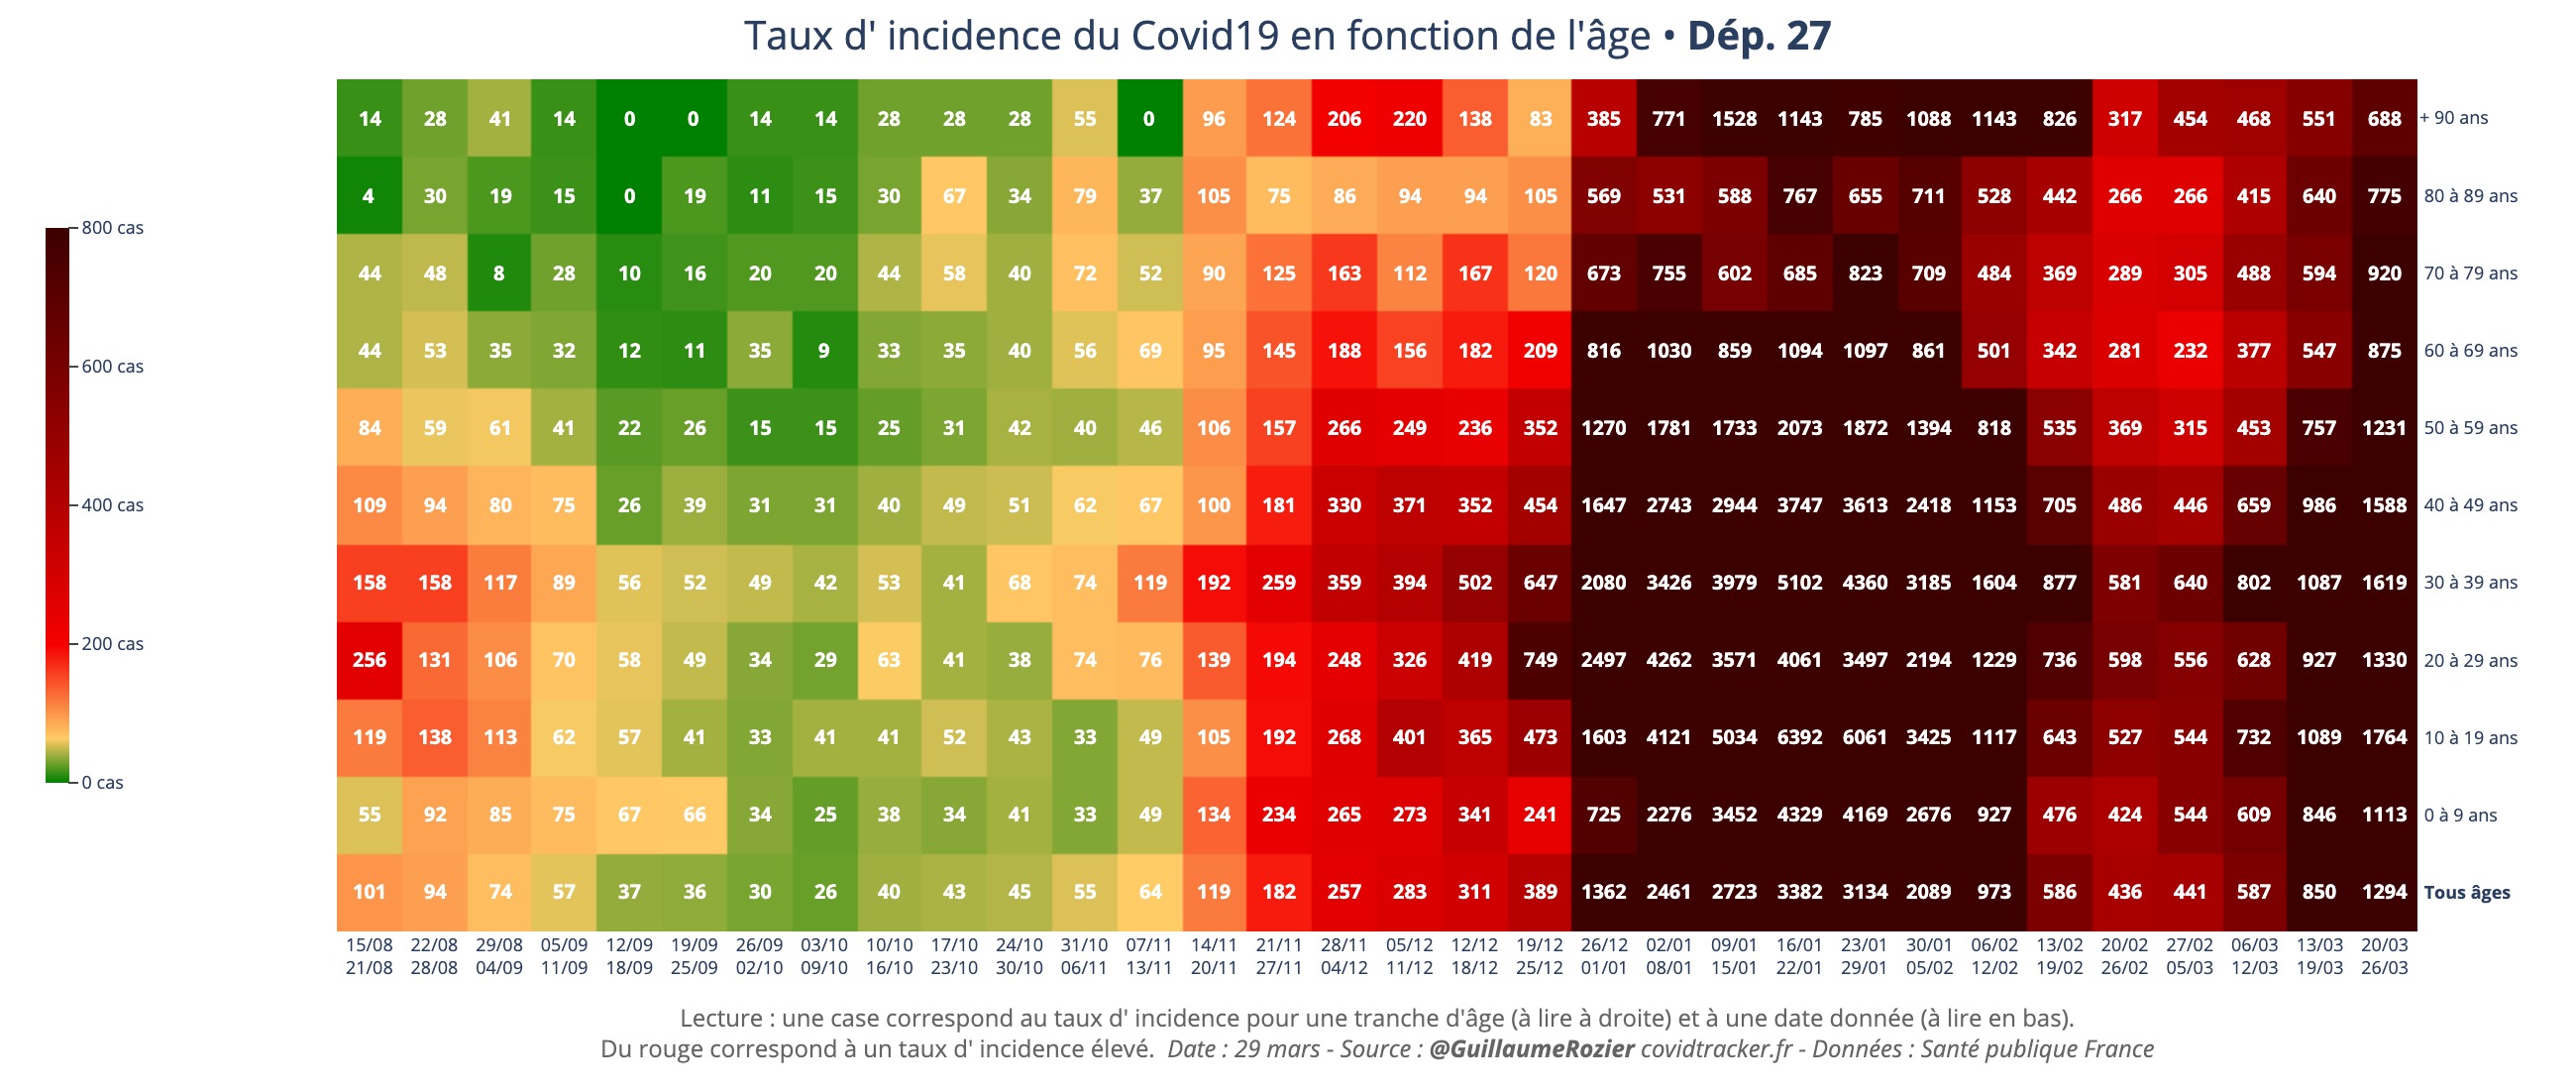 Taux d' incidence du Covid19 en fonction de l'âge • Dép. 27
800 cas
600 cas
400 cas
200 cas
0 cas
14 28 41 14 0 0 14 14 28 28 28 55 0 96 124 206 220 138 83 385 771 1528 1143 785 1088 1143 826 317 454 468 551 688 + 90 ans
4 30 19 15 0 19 11 15 30 67 34 79 37 105 75 86 94 94 105 569 531 588 767 655 711 528 442 266 266 415 640 775 80 à 89 ans
44 48 8 28 10 16 20 20 44 58 40 72 52 90 125 163 112 167 120 673 755 602 685 823 709 484 369 289 305 488 594 920 70 à 79 ans
44 53 35 32 12 11 35 9 33 35 40 56 69 95 145 188 156 182 209 816 1030 859 1094 1097 861 501 342 281 232 377 547 875 60 à 69 ans
84 59 61 41 22 26 15 15 25 31 42 40 46 106 157 266 249 236 352 1270 1781 1733 2073 1872 1394 818 535 369 315 453 757 1231 50 à 59 ans
109 94 80 75 26 39 31 31 40 49 51 62 67 100 181 330 371 352 454 1647 2743 2944 3747 3613 2418 1153 705 486 446 659 986 1588 40 à 49 ans
158 158 117 89 56 52 49 42 53 41 68 74 119 192 259 359 394 502 647 2080 3426 3979 5102 4360 3185 1604 877 581 640 802 1087 1619 30 à 39 ans
256 131 106 70 58 49 34 29 63 41 38 74 76 139 194 248 326 419 749 2497 4262 3571 4061 3497 2194 1229 736 598 556 628 927 1330 20 à 29 ans
119 138 113 62 57 41 33 41 41 52 43 33 49 105 192 268 401 365 473 1603 4121 5034 6392 6061 3425 1117 643 527 544 732 1089 1764 10 à 19 ans
55 92 85 75 67 66 34 25 38 34 41 33 49 134 234 265 273 341 241 725 2276 3452 4329 4169 2676 927 476 424 544 609 846 1113 0 à 9 ans
101 94 74 57 37 36 30 26 40 43 45 55 64 119 182 257 283 311 389 1362 2461 2723 3382 3134 2089 973 586 436 441 587 850 1294 Tous âges
15/08 22/08 29/08 05/09 12/09 19/09 26/09 03/10 10/10 17/10 24/10 31/10 07/11 14/11 21/11 28/11 05/12 12/12 19/12 26/12 02/01 09/01 16/01 23/01 30/01 06/02 13/02 20/02 27/02 06/03 13/03 20/03
21/08 28/08 04/09 11/09 18/09 25/09 02/10 09/10 16/10 23/10 30/10 06/11 13/11 20/11 27/11 04/12 11/12 18/12 25/12 01/01 08/01 15/01 22/01 29/01 05/02 12/02 19/02 26/02 05/03 12/03 19/03 26/03
Lecture : une case correspond au taux d' incidence pour une tranche d'âge (à lire à droite) et à une date donnée (à lire en bas).
Du rouge correspond à un taux d' incidence élevé. Date : 29 mars - Source : @GuillaumeRozier covidtracker.fr - Données : Santé publique France